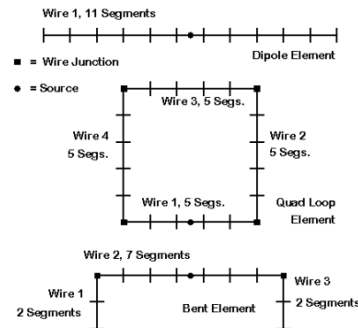 Wire 1, 11 Segments
Dipole Element
■ = Wire Junction
● = Source
Wire 3, 5 Segs.
Wire 4
5 Segs.
Wire 2
5 Segs.
Wire 1, 5 Segs.
Quad Loop
Element
Wire 2, 7 Segments
Wire 1
2 Segments
Bent Element
Wire 3
2 Segments